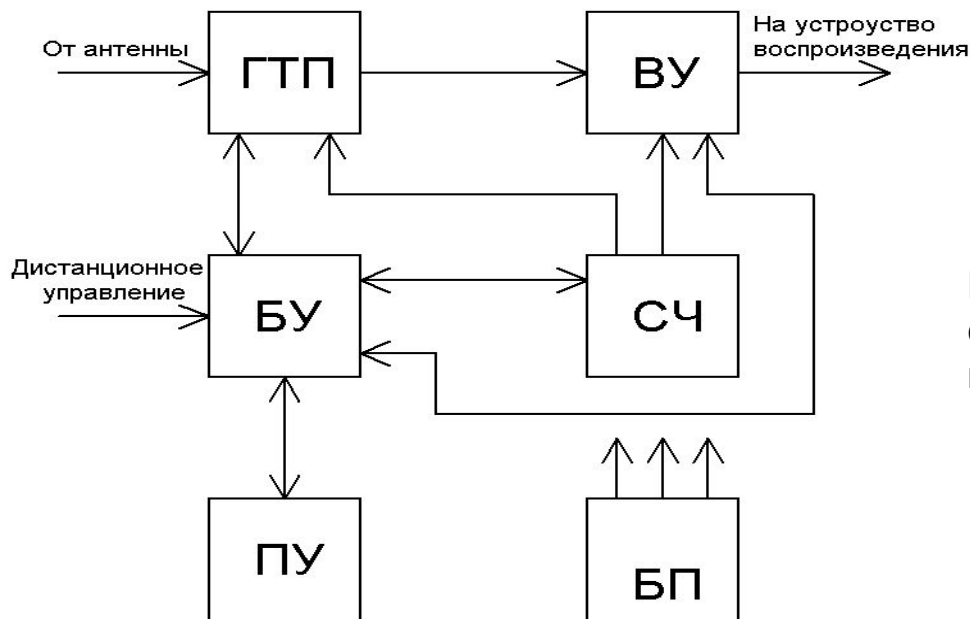 От антенны
ГТП
ВУ
На устроуство
воспроизведения
Дистанционное
управление
БУ
СЧ
ПУ
БП